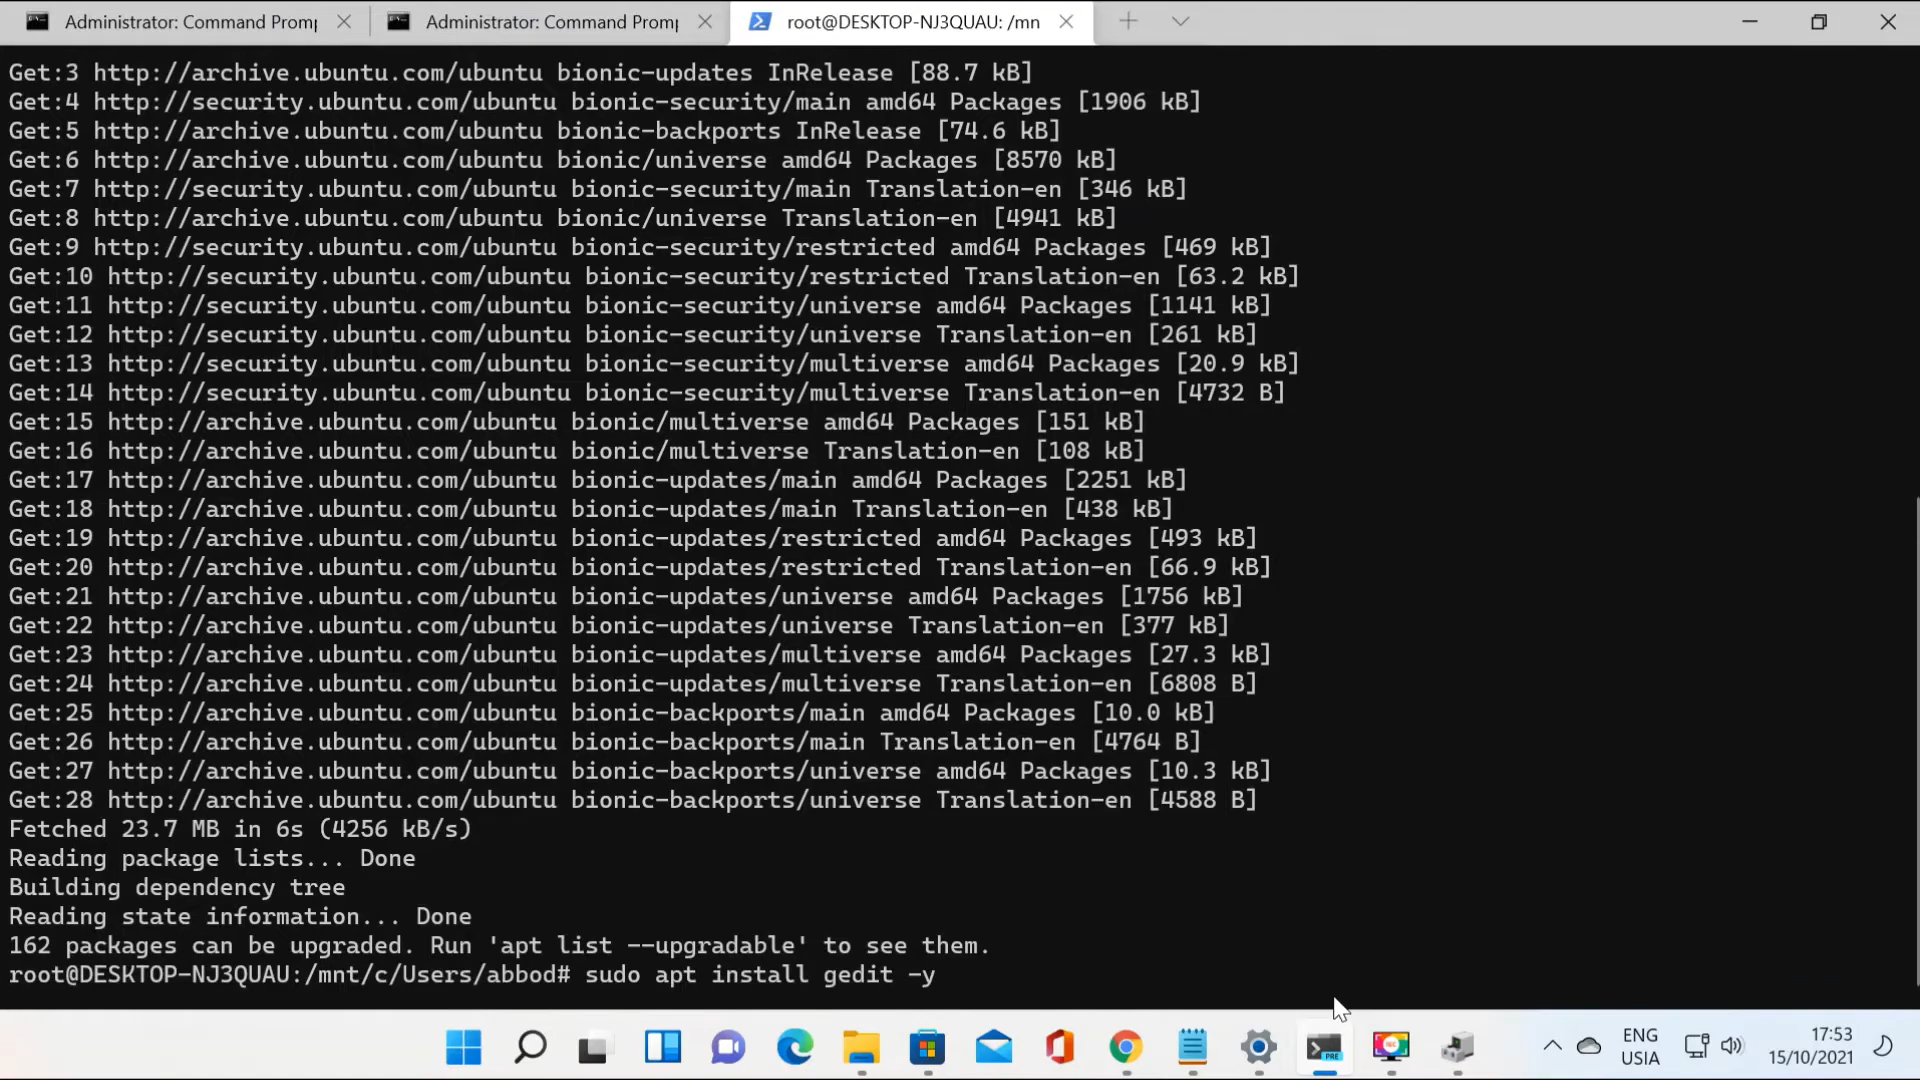 Administrator: Command Promp
Administrator: Command Promp
root@DESKTOP-NJ3QUAU: /mn
Get:3 http://archive.ubuntu.com/ubuntu bionic-updates InRelease [88.7 kB]
Get:4 http://security.ubuntu.com/ubuntu bionic-security/main amd64 Packages [1906 kB]
Get:5 http://archive.ubuntu.com/ubuntu bionic-backports InRelease [74.6 kB]
Get:6 http://archive.ubuntu.com/ubuntu bionic/universe amd64 Packages [8570 kB]
Get:7 http://security.ubuntu.com/ubuntu bionic-security/main Translation-en [346 kB]
Get:8 http://archive.ubuntu.com/ubuntu bionic/universe Translation-en [4941 kB]
Get:9 http://security.ubuntu.com/ubuntu bionic-security/restricted amd64 Packages [469 kB]
Get:10 http://security.ubuntu.com/ubuntu bionic-security/restricted Translation-en [63.2 kB]
Get:11 http://security.ubuntu.com/ubuntu bionic-security/universe amd64 Packages [1141 kB]
Get:12 http://security.ubuntu.com/ubuntu bionic-security/universe Translation-en [261 kB]
Get:13 http://security.ubuntu.com/ubuntu bionic-security/multiverse amd64 Packages [20.9 kB]
Get:14 http://security.ubuntu.com/ubuntu bionic-security/multiverse Translation-en [4732 B]
Get:15 http://archive.ubuntu.com/ubuntu bionic/multiverse amd64 Packages [151 kB]
Get:16 http://archive.ubuntu.com/ubuntu bionic/multiverse Translation-en [108 kB]
Get:17 http://archive.ubuntu.com/ubuntu bionic-updates/main amd64 Packages [2251 kB]
Get:18 http://archive.ubuntu.com/ubuntu bionic-updates/main Translation-en [438 kB]
Get:19 http://archive.ubuntu.com/ubuntu bionic-updates/restricted amd64 Packages [493 kB]
Get:20 http://archive.ubuntu.com/ubuntu bionic-updates/restricted Translation-en [66.9 kB]
Get:21 http://archive.ubuntu.com/ubuntu bionic-updates/universe amd64 Packages [1756 kB]
Get:22 http://archive.ubuntu.com/ubuntu bionic-updates/universe Translation-en [377 kB]
Get:23 http://archive.ubuntu.com/ubuntu bionic-updates/multiverse amd64 Packages [27.3 kB]
Get:24 http://archive.ubuntu.com/ubuntu bionic-updates/multiverse Translation-en [6808 B]
Get:25 http://archive.ubuntu.com/ubuntu bionic-backports/main amd64 Packages [10.0 kB]
Get:26 http://archive.ubuntu.com/ubuntu bionic-backports/main Translation-en [4764 B]
Get:27 http://archive.ubuntu.com/ubuntu bionic-backports/universe amd64 Packages [10.3 kB]
Get:28 http://archive.ubuntu.com/ubuntu bionic-backports/universe Translation-en [4588 B]
Fetched 23.7 MB in 6s (4256 kB/s)
Reading package lists... Done
Building dependency tree
Reading state information... Done
162 packages can be upgraded. Run 'apt list --upgradable' to see them.
root@DESKTOP-NJ3QUAU:/mnt/c/Users/abbod# sudo apt install gedit -y
PRE
REC
ENG
USIA
17:53
15/10/2021